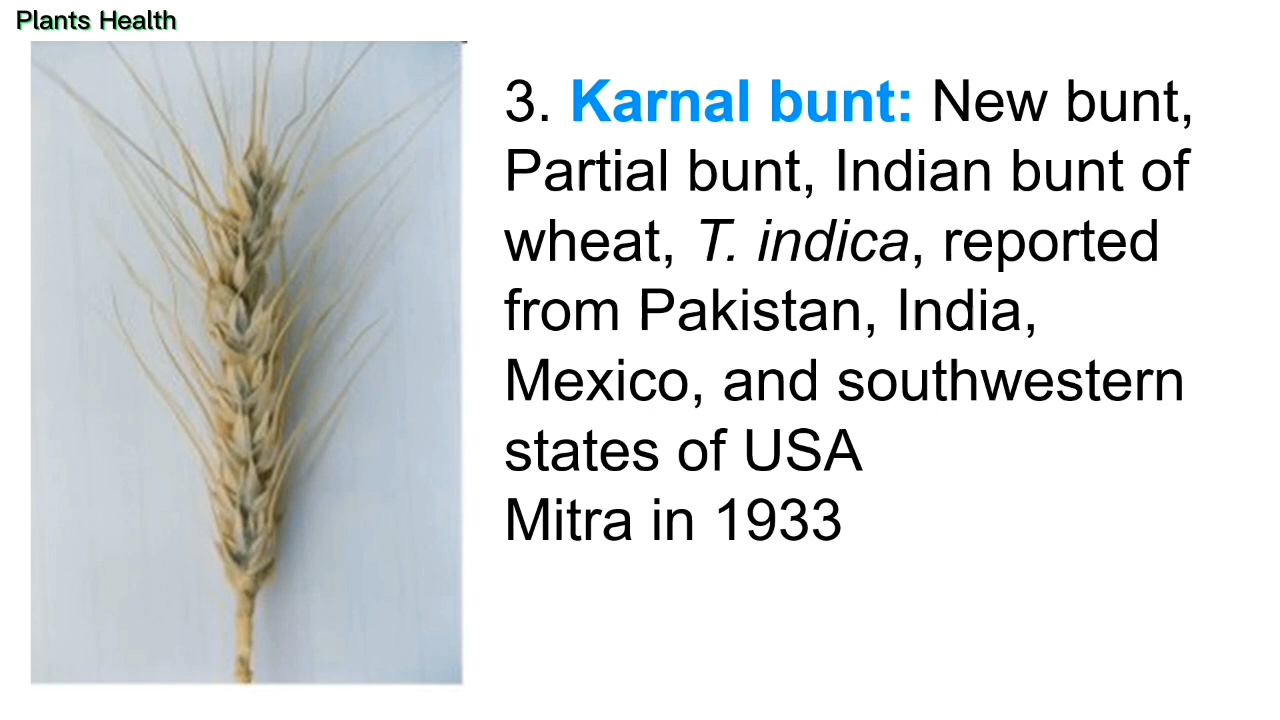 Plants Health
3. Karnal bunt: New bunt,
Partial bunt, Indian bunt of
wheat, T. indica, reported
from Pakistan, India,
Mexico, and southwestern
states of USA
Mitra in 1933